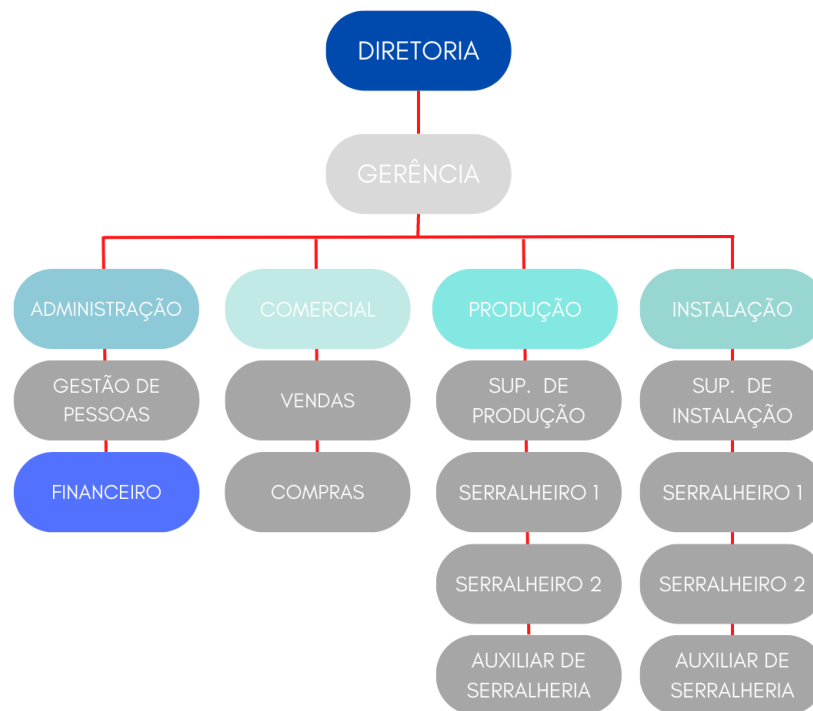 DIRETORIA
GERÊNCIA
ADMINISTRAÇÃO
COMERCIAL
PRODUÇÃO
INSTALAÇÃO
GESTÃO DE
PESSOAS
VENDAS
SUP. DE
PRODUÇÃO
SUP. DE
INSTALAÇÃO
FINANCEIRO
COMPRAS
SERRALHEIRO 1
SERRALHEIRO 1
SERRALHEIRO 2
SERRALHEIRO 2
AUXILIAR DE
SERRALHERIA
AUXILIAR DE
SERRALHERIA